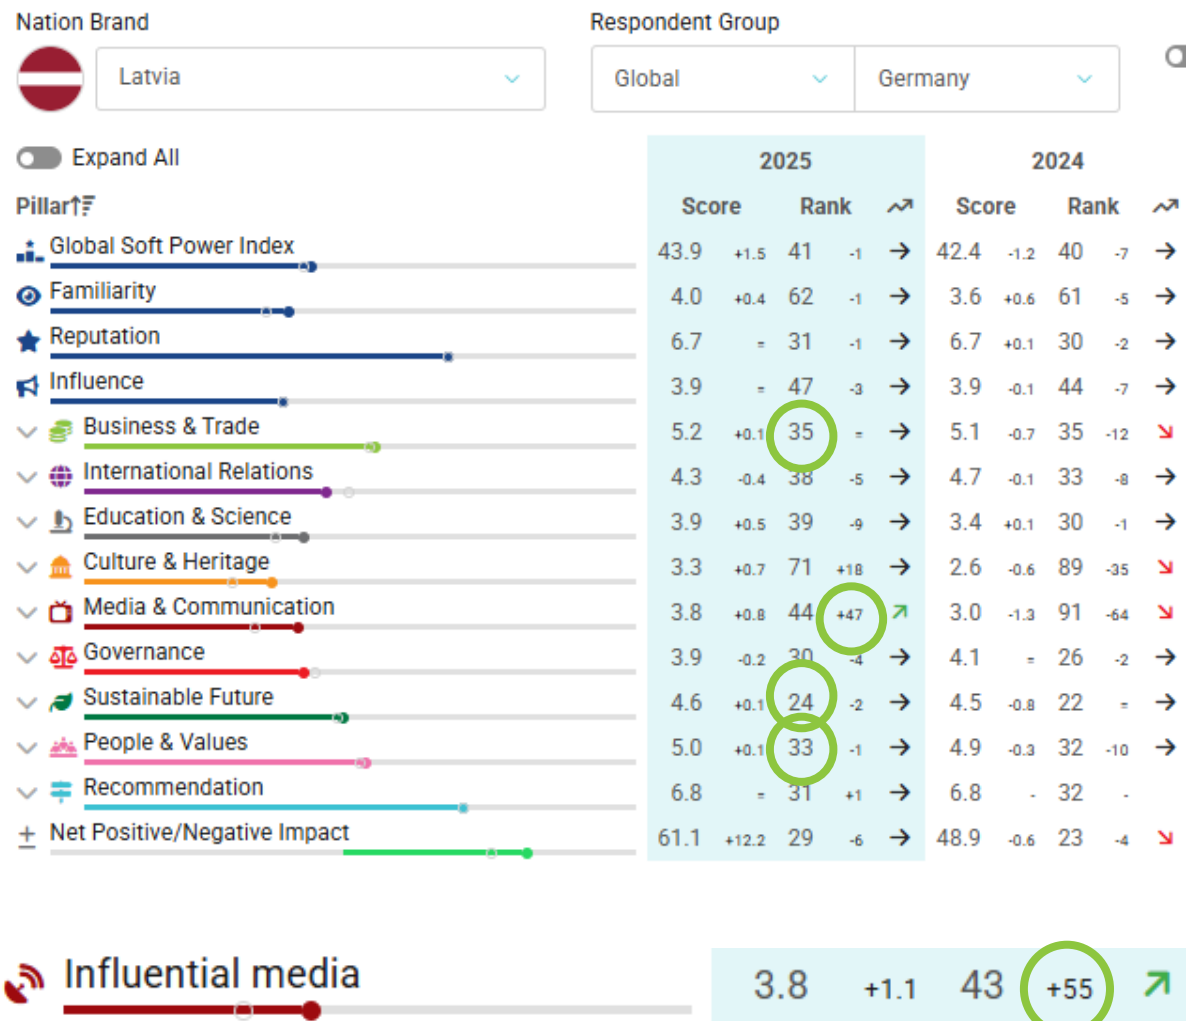 Nation Brand Respondent Group
Latvia Global Germany
Expand All 2025 2024
Pillar Score Rank Score Rank
Global Soft Power Index 43.9 +1.5 41 -1 42.4 -1.2 40 -7
Familiarity 4.0 +0.4 62 -1 3.6 +0.6 61 -5
Reputation 6.7 = 31 -1 6.7 +0.1 30 -2
Influence 3.9 = 47 -3 3.9 -0.1 44 -7
Business & Trade 5.2 +0.1 35 = 5.1 -0.7 35 -12
International Relations 4.3 -0.4 38 -5 4.7 -0.1 33 -8
Education & Science 3.9 +0.5 39 -9 3.4 +0.1 30 -1
Culture & Heritage 3.3 +0.7 71 +18 2.6 -0.6 89 -35
Media & Communication 3.8 +0.8 44 +47 3.0 -1.3 91 -64
Governance 3.9 -0.2 30 -4 4.1 = 26 -2
Sustainable Future 4.6 +0.1 24 -2 4.5 -0.8 22 =
People & Values 5.0 +0.1 33 -1 4.9 -0.3 32 -10
Recommendation 6.8 = 31 +1 6.8 - 32 -
Net Positive/Negative Impact 61.1 +12.2 29 -6 48.9 -0.6 23 -4
Influential media 3.8 +1.1 43 +55